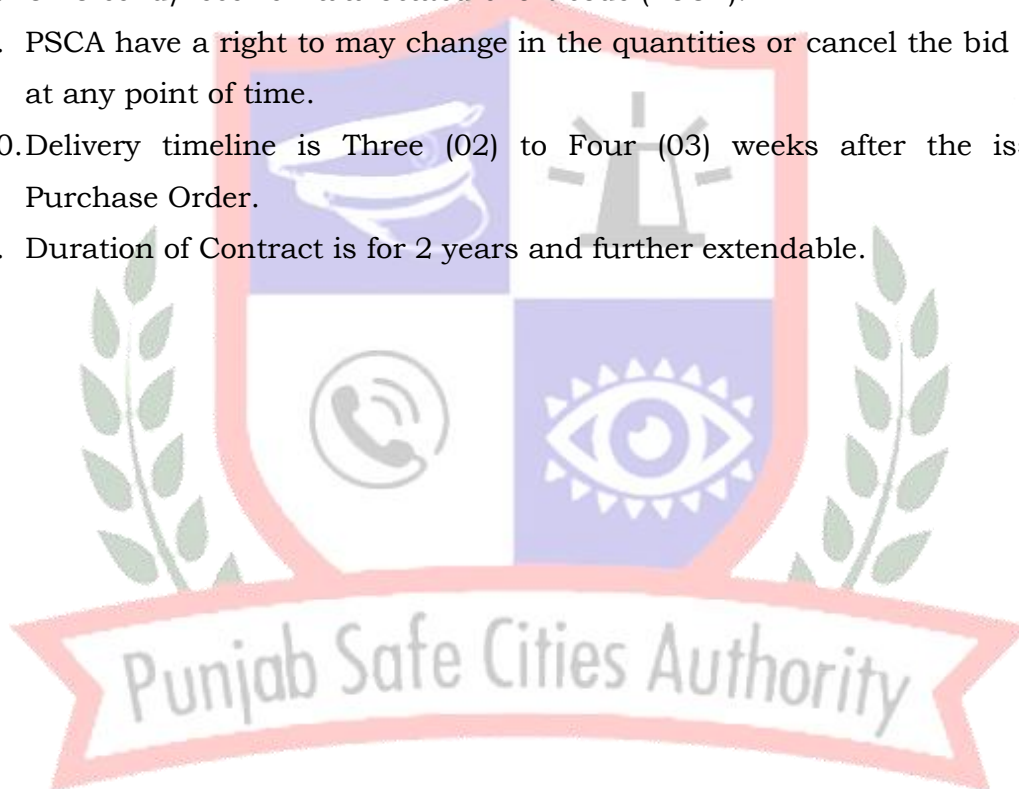 . PSCA have a right to may change in the quantities or cancel the bid
at any point of time.
0.Delivery timeline is Three (02) to Four (03) weeks after the is
Purchase Order.
. Duration of Contract is for 2 years and further extendable.
Punjab Safe Cities Authority